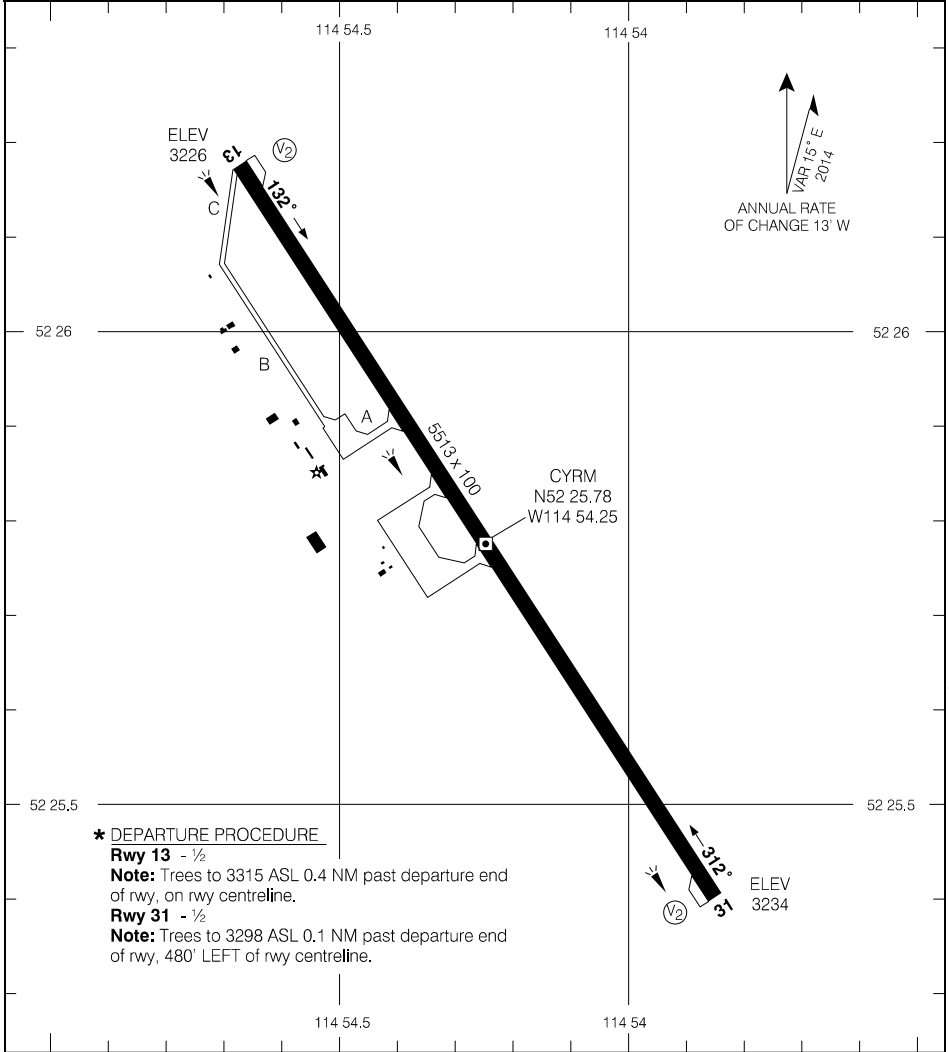 114 54.5
114 54
ELEV
3226
13
V2
132°
C
VAR 15° E
2014
ANNUAL RATE
OF CHANGE 13' W
52 26
52 26
B
A
5513 x 100
CYRM
N52 25.78
W114 54.25
52 25.5
52 25.5
* DEPARTURE PROCEDURE
Rwy 13 - ½
Note: Trees to 3315 ASL 0.4 NM past departure end
of rwy, on rwy centreline.
Rwy 31 - ½
Note: Trees to 3298 ASL 0.1 NM past departure end
of rwy, 480' LEFT of rwy centreline.
312°
31
V2
ELEV
3234
114 54.5
114 54